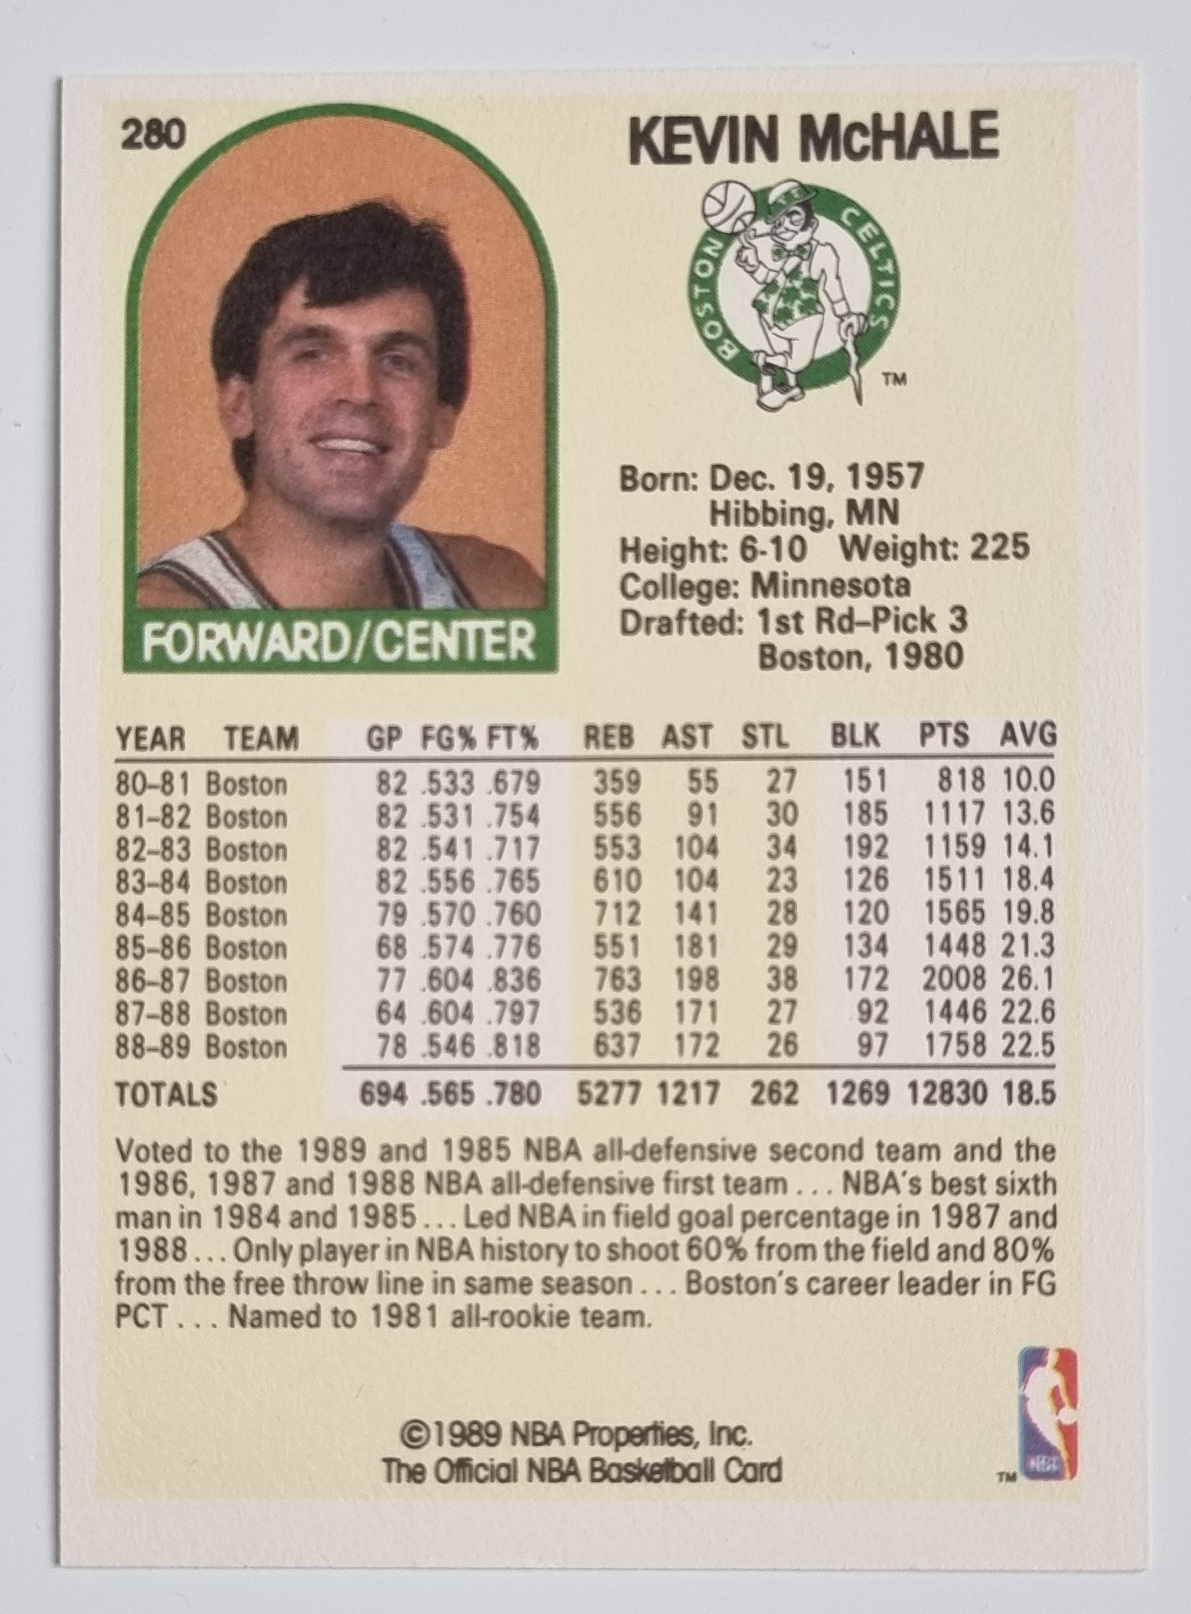 280
KEVIN McHALE
BOSTON CELTICS
TM
Born: Dec. 19, 1957
Hibbing, MN
Height: 6-10 Weight: 225
College: Minnesota
Drafted: 1st Rd–Pick 3
Boston, 1980
FORWARD/CENTER
YEAR TEAM GP FG% FT% REB AST STL BLK PTS AVG
80–81 Boston 82 .533 .679 359 55 27 151 818 10.0
81–82 Boston 82 .531 .754 556 91 30 185 1117 13.6
82–83 Boston 82 .541 .717 553 104 34 192 1159 14.1
83–84 Boston 82 .556 .765 610 104 23 126 1511 18.4
84–85 Boston 79 .570 .760 712 141 28 120 1565 19.8
85–86 Boston 68 .574 .776 551 181 29 134 1448 21.3
86–87 Boston 77 .604 .836 763 198 38 172 2008 26.1
87–88 Boston 64 .604 .797 536 171 27 92 1446 22.6
88–89 Boston 78 .546 .818 637 172 26 97 1758 22.5
TOTALS 694 .565 .780 5277 1217 262 1269 12830 18.5
Voted to the 1989 and 1985 NBA all-defensive second team and the
1986, 1987 and 1988 NBA all-defensive first team . . . NBA's best sixth
man in 1984 and 1985 . . . Led NBA in field goal percentage in 1987 and
1988 . . . Only player in NBA history to shoot 60% from the field and 80%
from the free throw line in same season . . . Boston's career leader in FG
PCT . . . Named to 1981 all-rookie team.
©1989 NBA Properties, Inc.
The Official NBA Basketball Card
TM
NBA